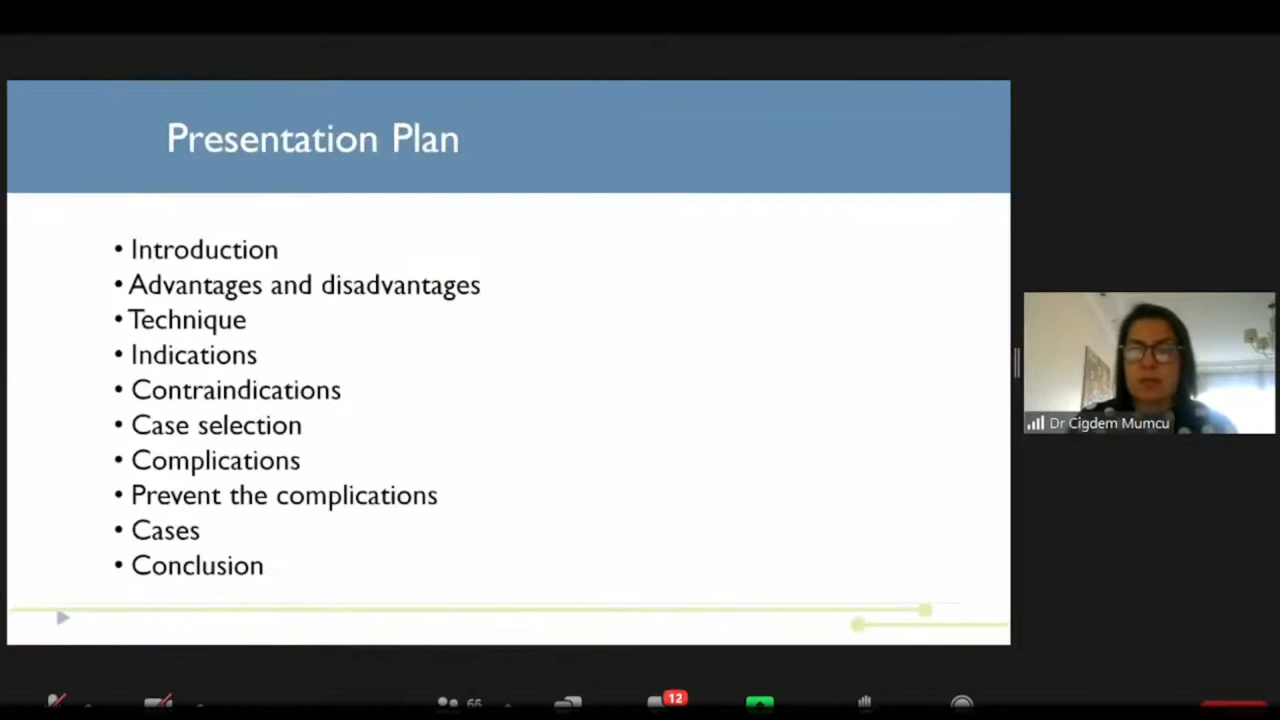 Presentation Plan
• Introduction
• Advantages and disadvantages
• Technique
• Indications
• Contraindications
• Case selection
• Complications
• Prevent the complications
• Cases
• Conclusion
Dr Cigdem Mumcu
66
12